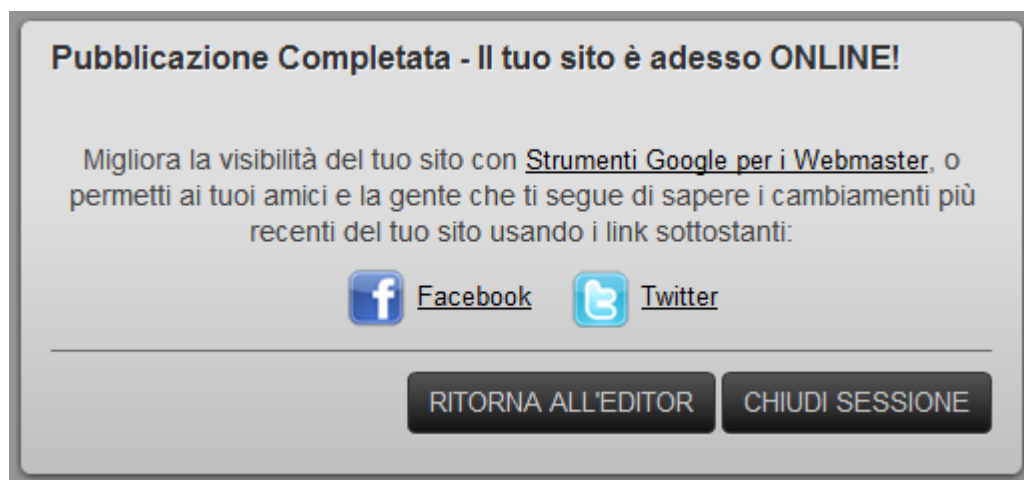 Pubblicazione Completata - Il tuo sito è adesso ONLINE!
Migliora la visibilità del tuo sito con Strumenti Google per i Webmaster, o
permetti ai tuoi amici e la gente che ti segue di sapere i cambiamenti più
recenti del tuo sito usando i link sottostanti:
Facebook Twitter
RITORNA ALL'EDITOR CHIUDI SESSIONE